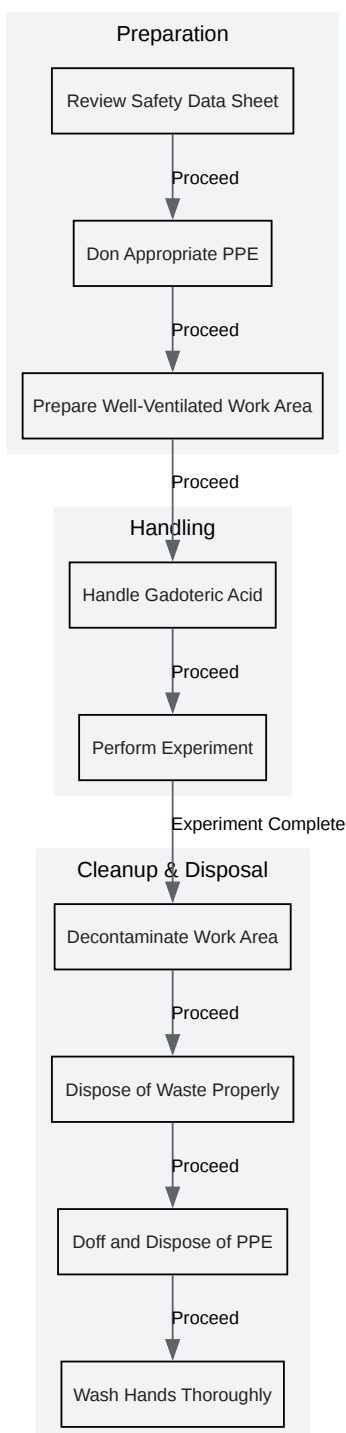 Preparation
Review Safety Data Sheet
Proceed
Don Appropriate PPE
Proceed
Prepare Well-Ventilated Work Area
Proceed
Handling
Handle Gadoteric Acid
Proceed
Perform Experiment
Experiment Complete
Cleanup & Disposal
Decontaminate Work Area
Proceed
Dispose of Waste Properly
Proceed
Doff and Dispose of PPE
Proceed
Wash Hands Thoroughly